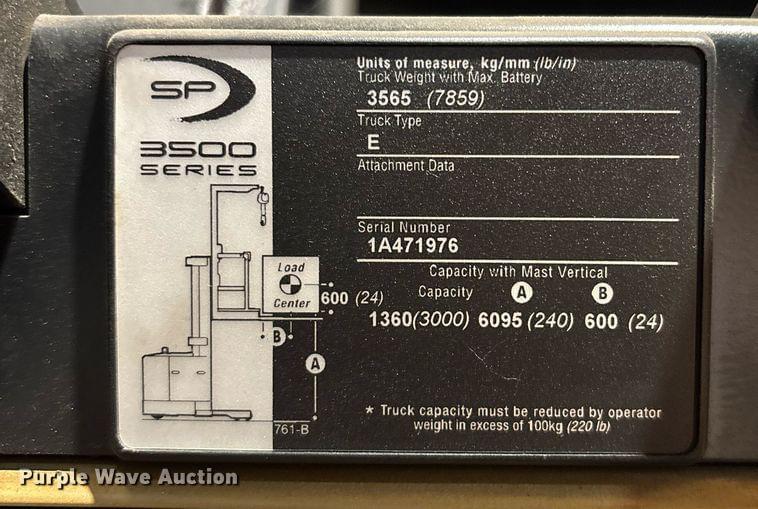 SP
3500
SERIES
Load
Center
600 (24)
B
A
761-B
Units of measure, kg/mm (lb/in)
Truck Weight with Max. Battery
3565 (7859)
Truck Type
E
Attachment Data
Serial Number
1A471976
Capacity with Mast Vertical
Capacity A B
1360(3000) 6095 (240) 600 (24)
* Truck capacity must be reduced by operator
weight in excess of 100kg (220 lb)
Purple Wave Auction